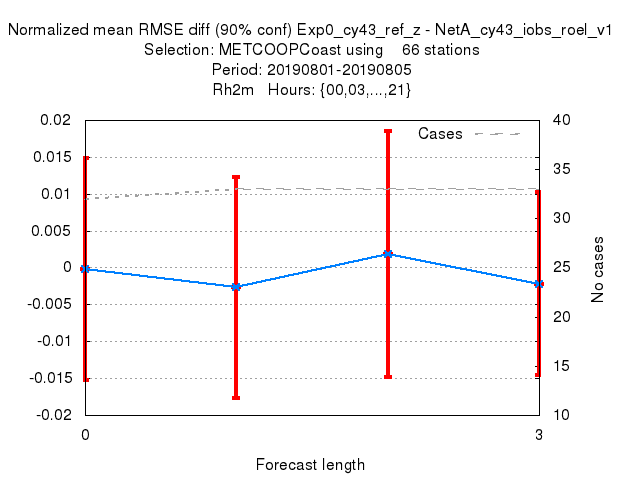 Normalized mean RMSE diff (90% conf) Exp0_cy43_ref_z - NetA_cy43_iobs_roel_v1
Selection: METCOOPCoast using 66 stations
Period: 20190801-20190805
Rh2m Hours: {00,03,...,21}
Cases
0.02
0.015
0.01
0.005
0
-0.005
-0.01
-0.015
-0.02
40
35
30
25
20
15
10
No cases
0
3
Forecast length